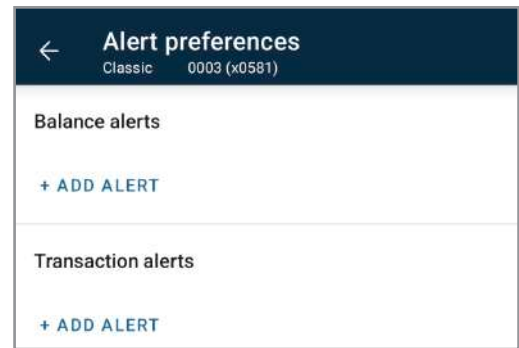 Alert preferences
Classic 0003 (x0581)
Balance alerts
+ ADD ALERT
Transaction alerts
+ ADD ALERT